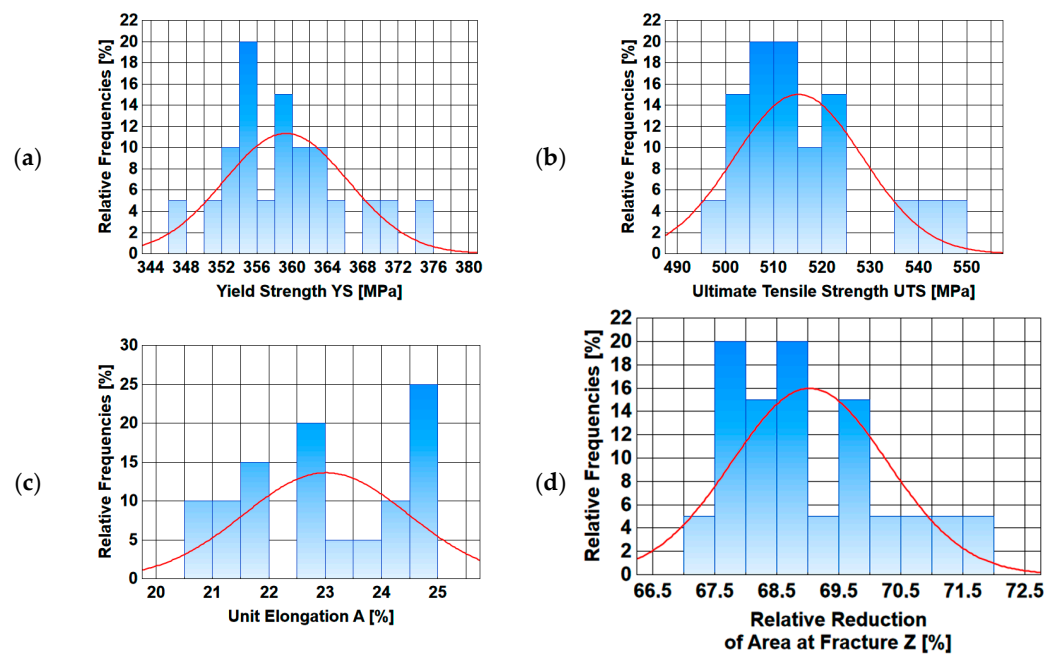 (a)
Relative Frequencies [%]
22
20
18
16
14
12
10
8
6
4
2
0
344 348 352 356 360 364 368 372 376 380
Yield Strength YS [MPa]
(b)
Relative Frequencies [%]
22
20
18
16
14
12
10
8
6
4
2
0
490 500 510 520 530 540 550
Ultimate Tensile Strength UTS [MPa]
(c)
Relative Frequencies [%]
30
25
20
15
10
5
0
20 21 22 23 24 25
Unit Elongation A [%]
(d)
Relative Frequencies [%]
22
20
18
16
14
12
10
8
6
4
2
0
66.5 67.5 68.5 69.5 70.5 71.5 72.5
Relative Reduction
of Area at Fracture Z [%]